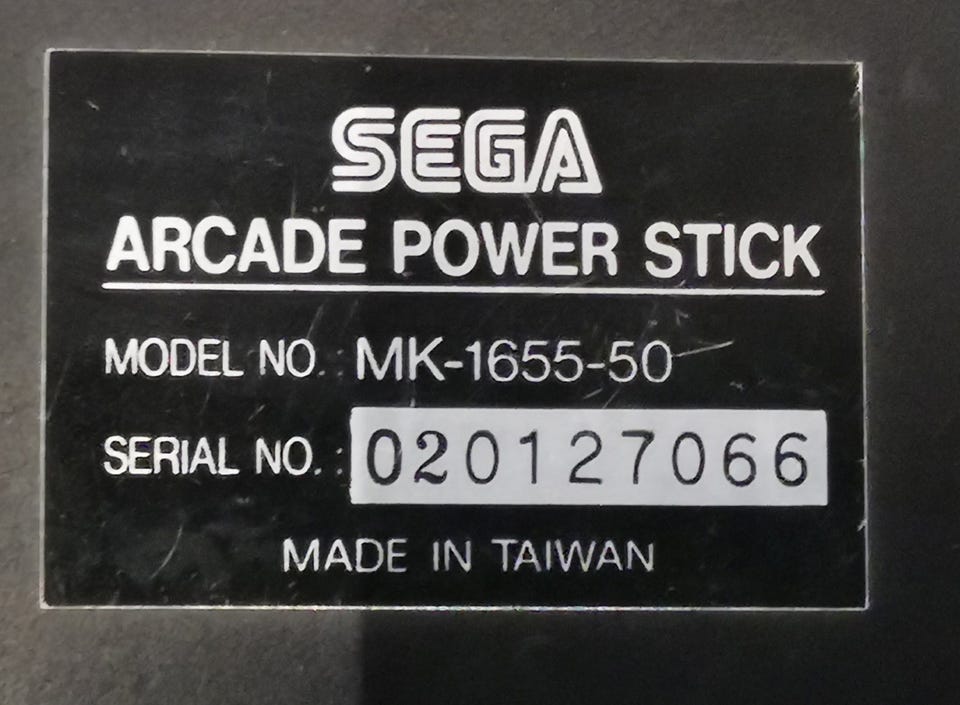 SEGA
ARCADE POWER STICK
MODEL NO. : MK-1655-50
SERIAL NO. : 020127066
MADE IN TAIWAN